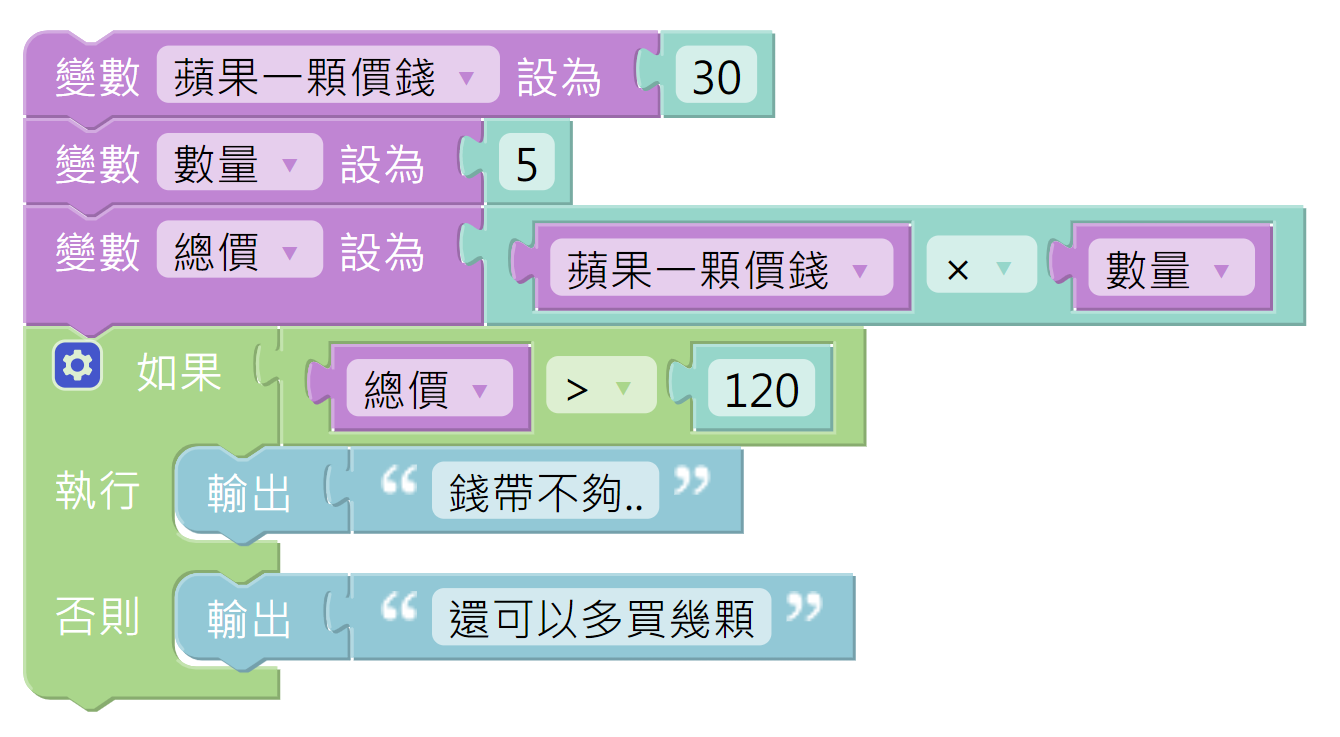 變數 蘋果一顆價錢 ▼ 設為 30
變數 數量 ▼ 設為 5
變數 總價 ▼ 設為 蘋果一顆價錢 ▼ × ▼ 數量 ▼
如果 總價 ▼ > ▼ 120
執行 輸出 “ 錢帶不夠.. ”
否則 輸出 “ 還可以多買幾顆 ”